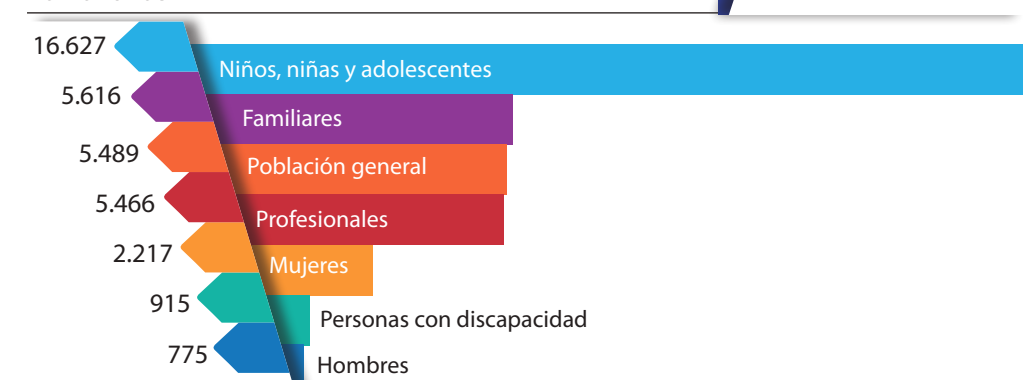 16.627
Niños, niñas y adolescentes
5.616
Familiares
5.489
Población general
5.466
Profesionales
2.217
Mujeres
915
Personas con discapacidad
775
Hombres